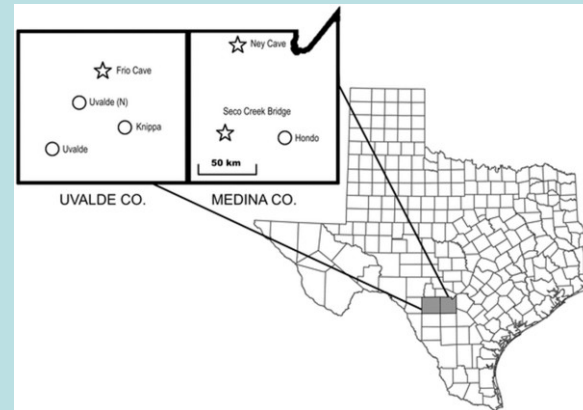 Ney Cave
Frio Cave
Uvalde (N)
Knippa
Uvalde
Seco Creek Bridge
Hondo
50 km
UVALDE CO.
MEDINA CO.